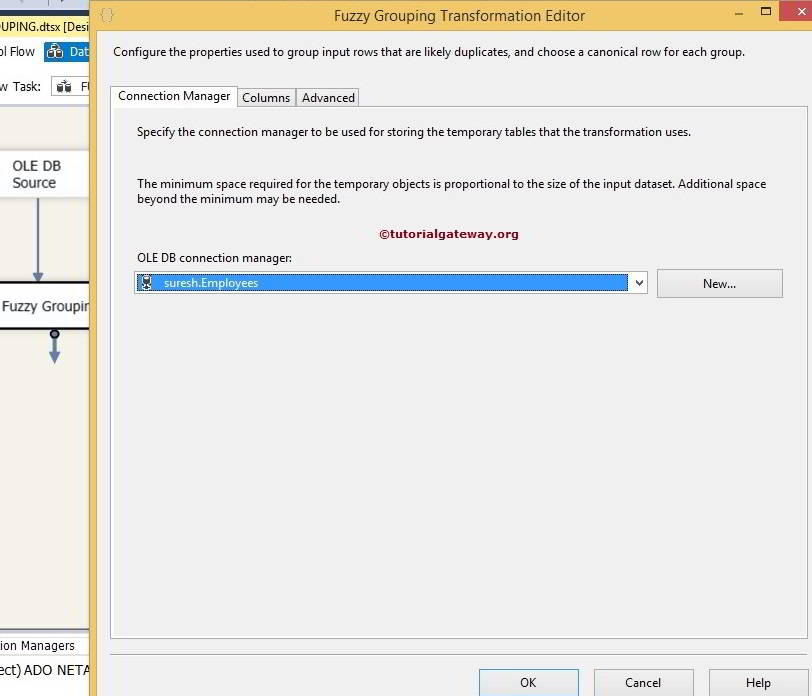 Fuzzy Grouping Transformation Editor
UPING.dtsx [Desi
ol Flow
Dat
w Task:
Configure the properties used to group input rows that are likely duplicates, and choose a canonical row for each group.
Connection Manager Columns Advanced
Specify the connection manager to be used for storing the temporary tables that the transformation uses.
OLE DB
Source
The minimum space required for the temporary objects is proportional to the size of the input dataset. Additional space
beyond the minimum may be needed.
©tutorialgateway.org
OLE DB connection manager:
suresh.Employees
New...
Fuzzy Groupin
ion Managers
ect) ADO NETA
OK Cancel Help